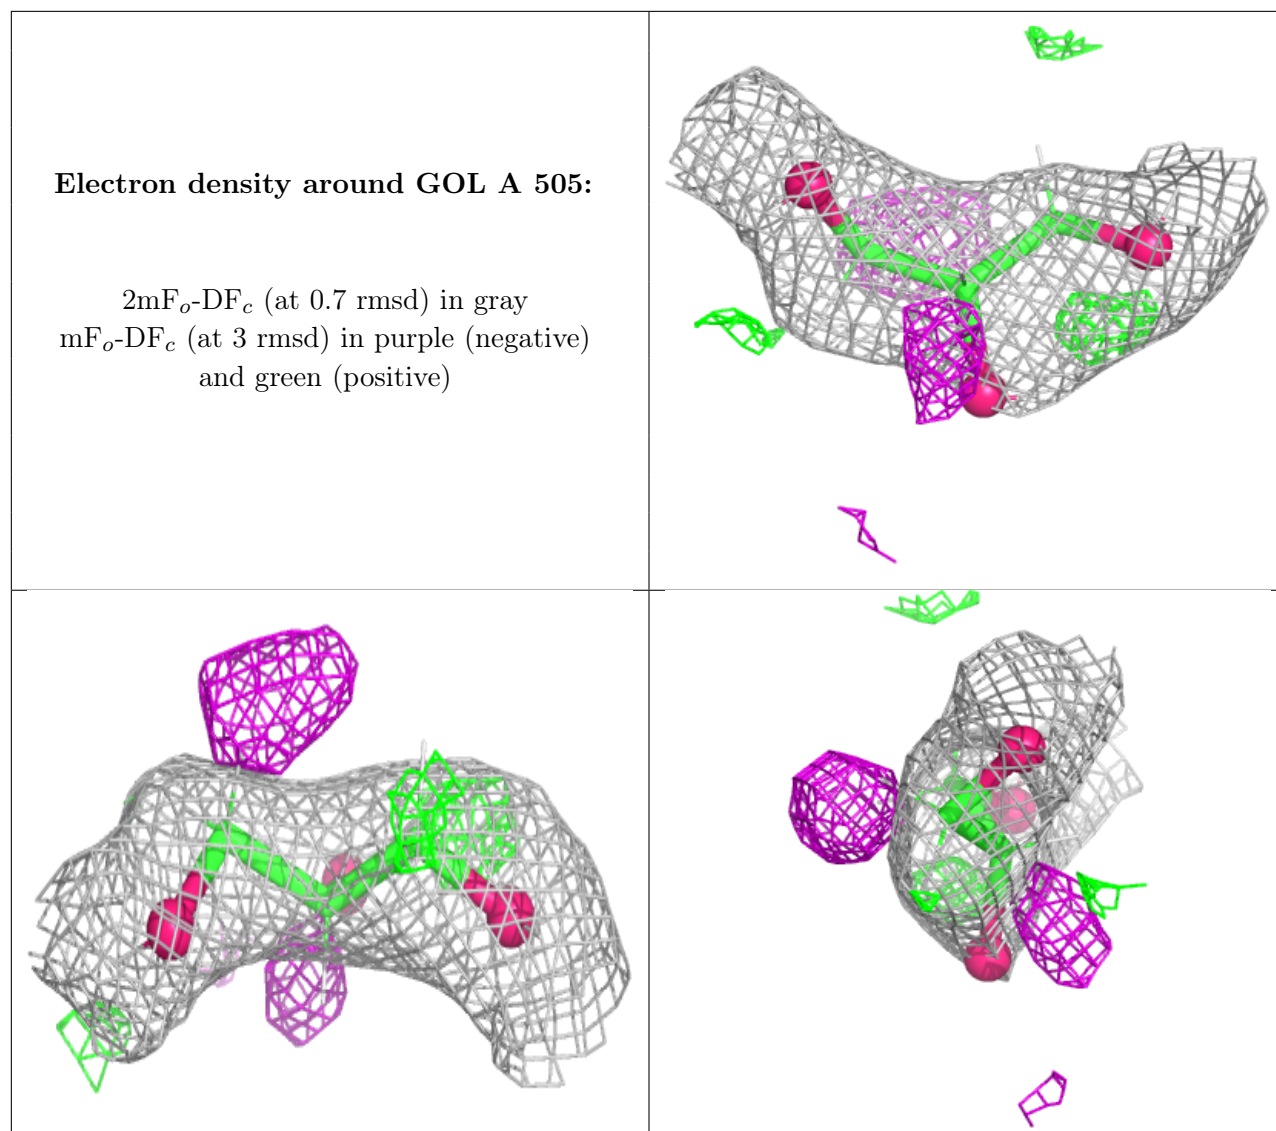 Electron density around GOL A 505:
2mFo-DFc (at 0.7 rmsd) in gray
mFo-DFc (at 3 rmsd) in purple (negative)
and green (positive)